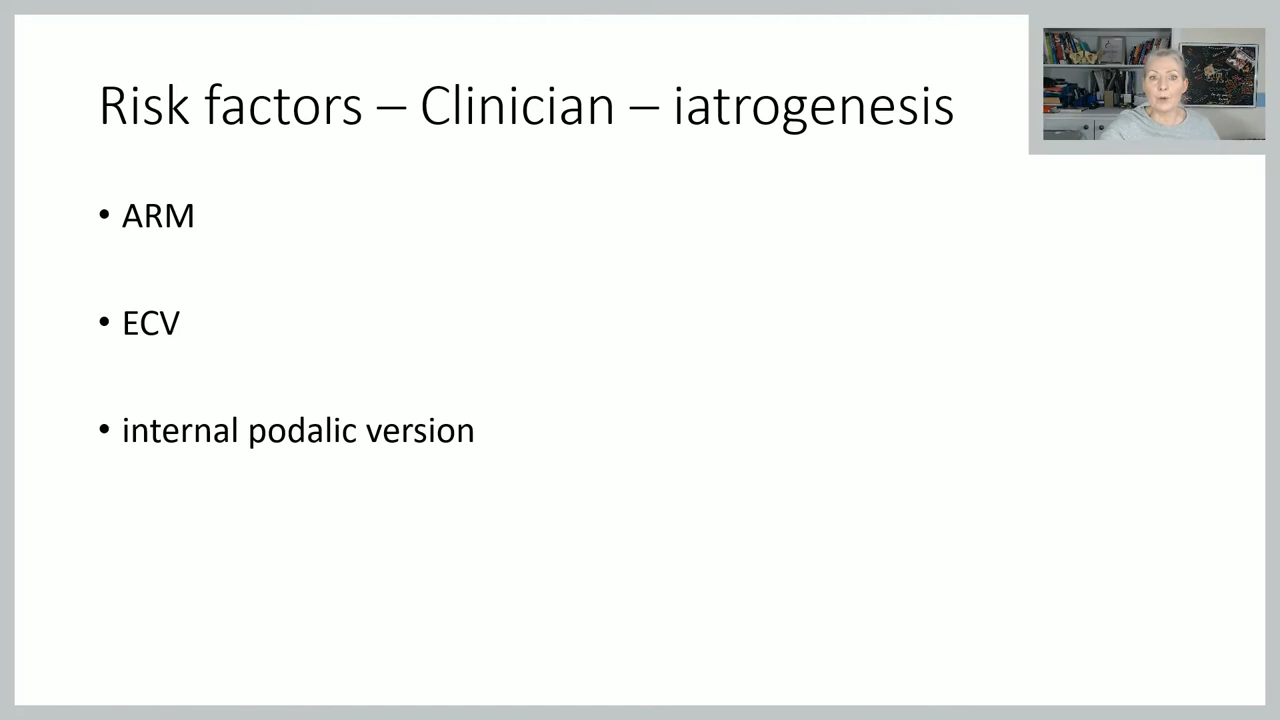 Risk factors – Clinician – iatrogenesis
• ARM
• ECV
• internal podalic version